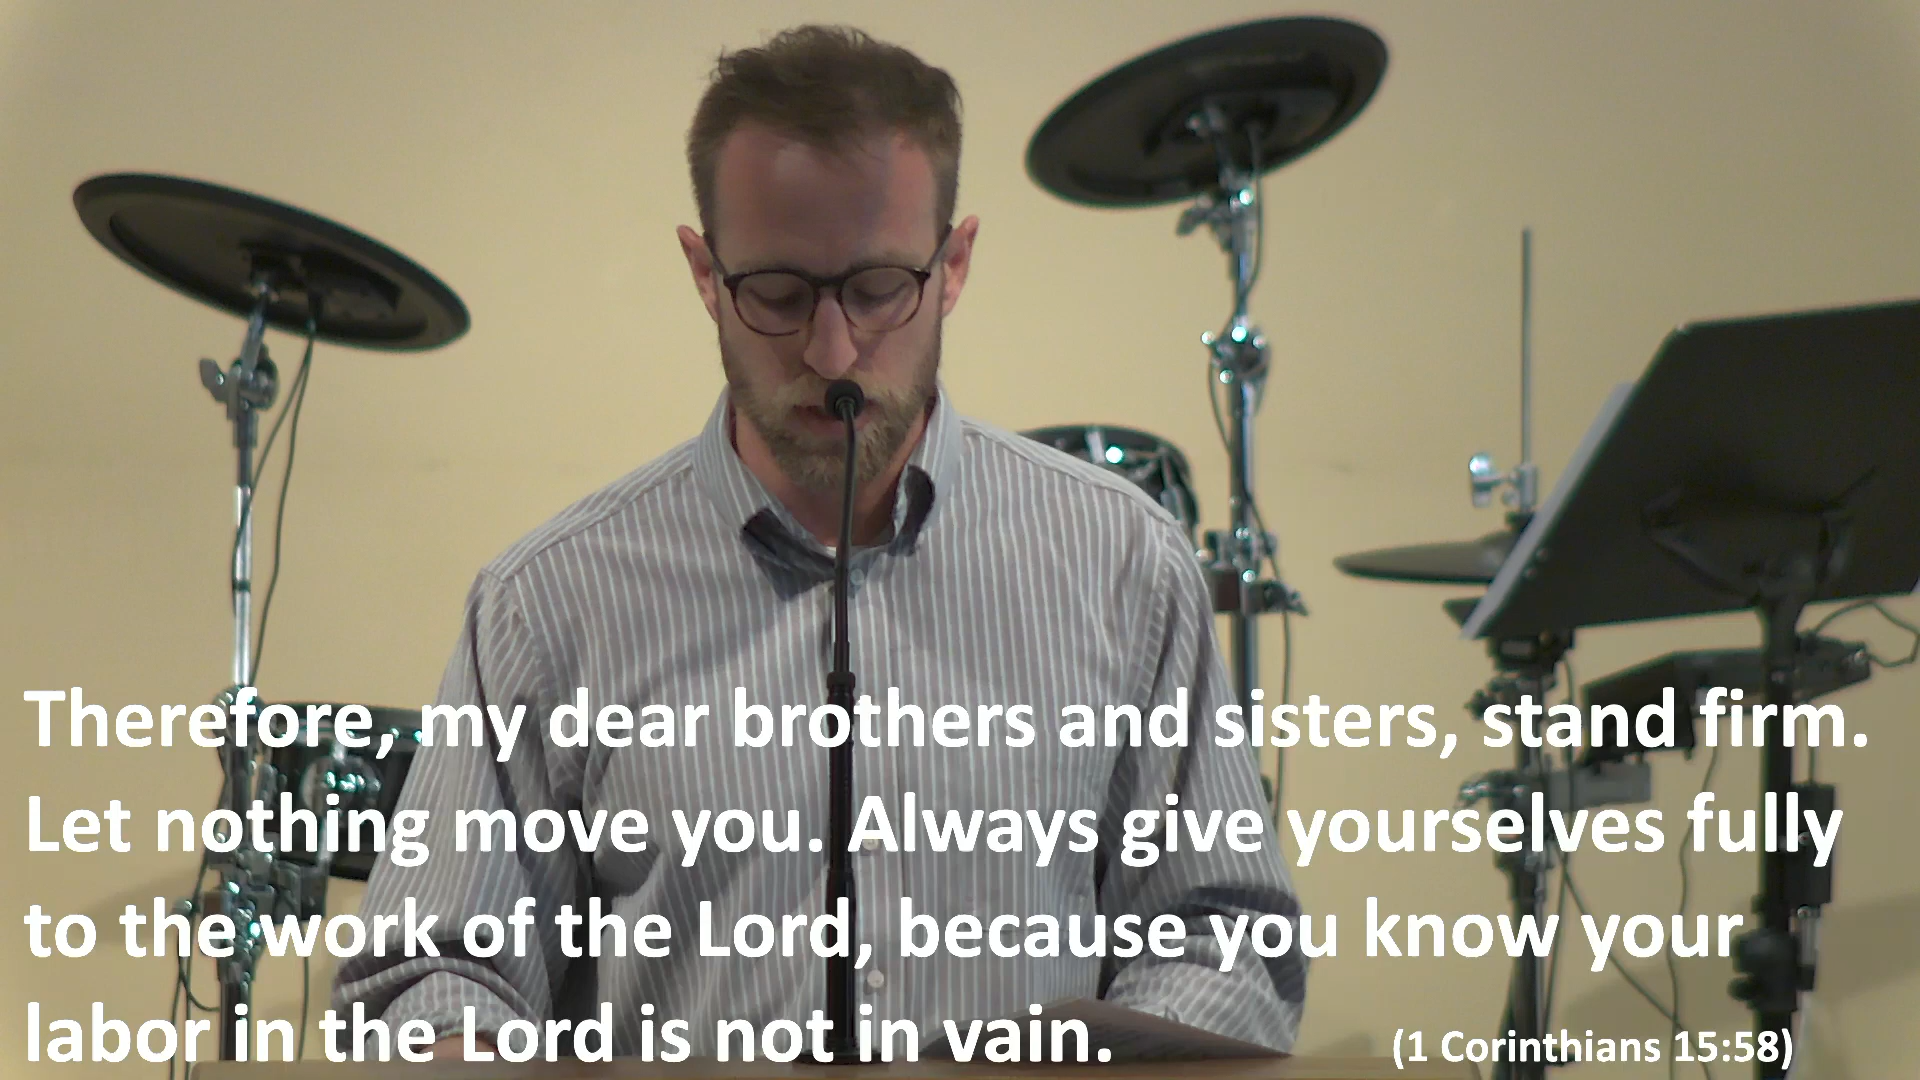 Therefore, my dear brothers and sisters, stand firm.
Let nothing move you. Always give yourselves fully
to the work of the Lord, because you know your
labor in the Lord is not in vain. (1 Corinthians 15:58)